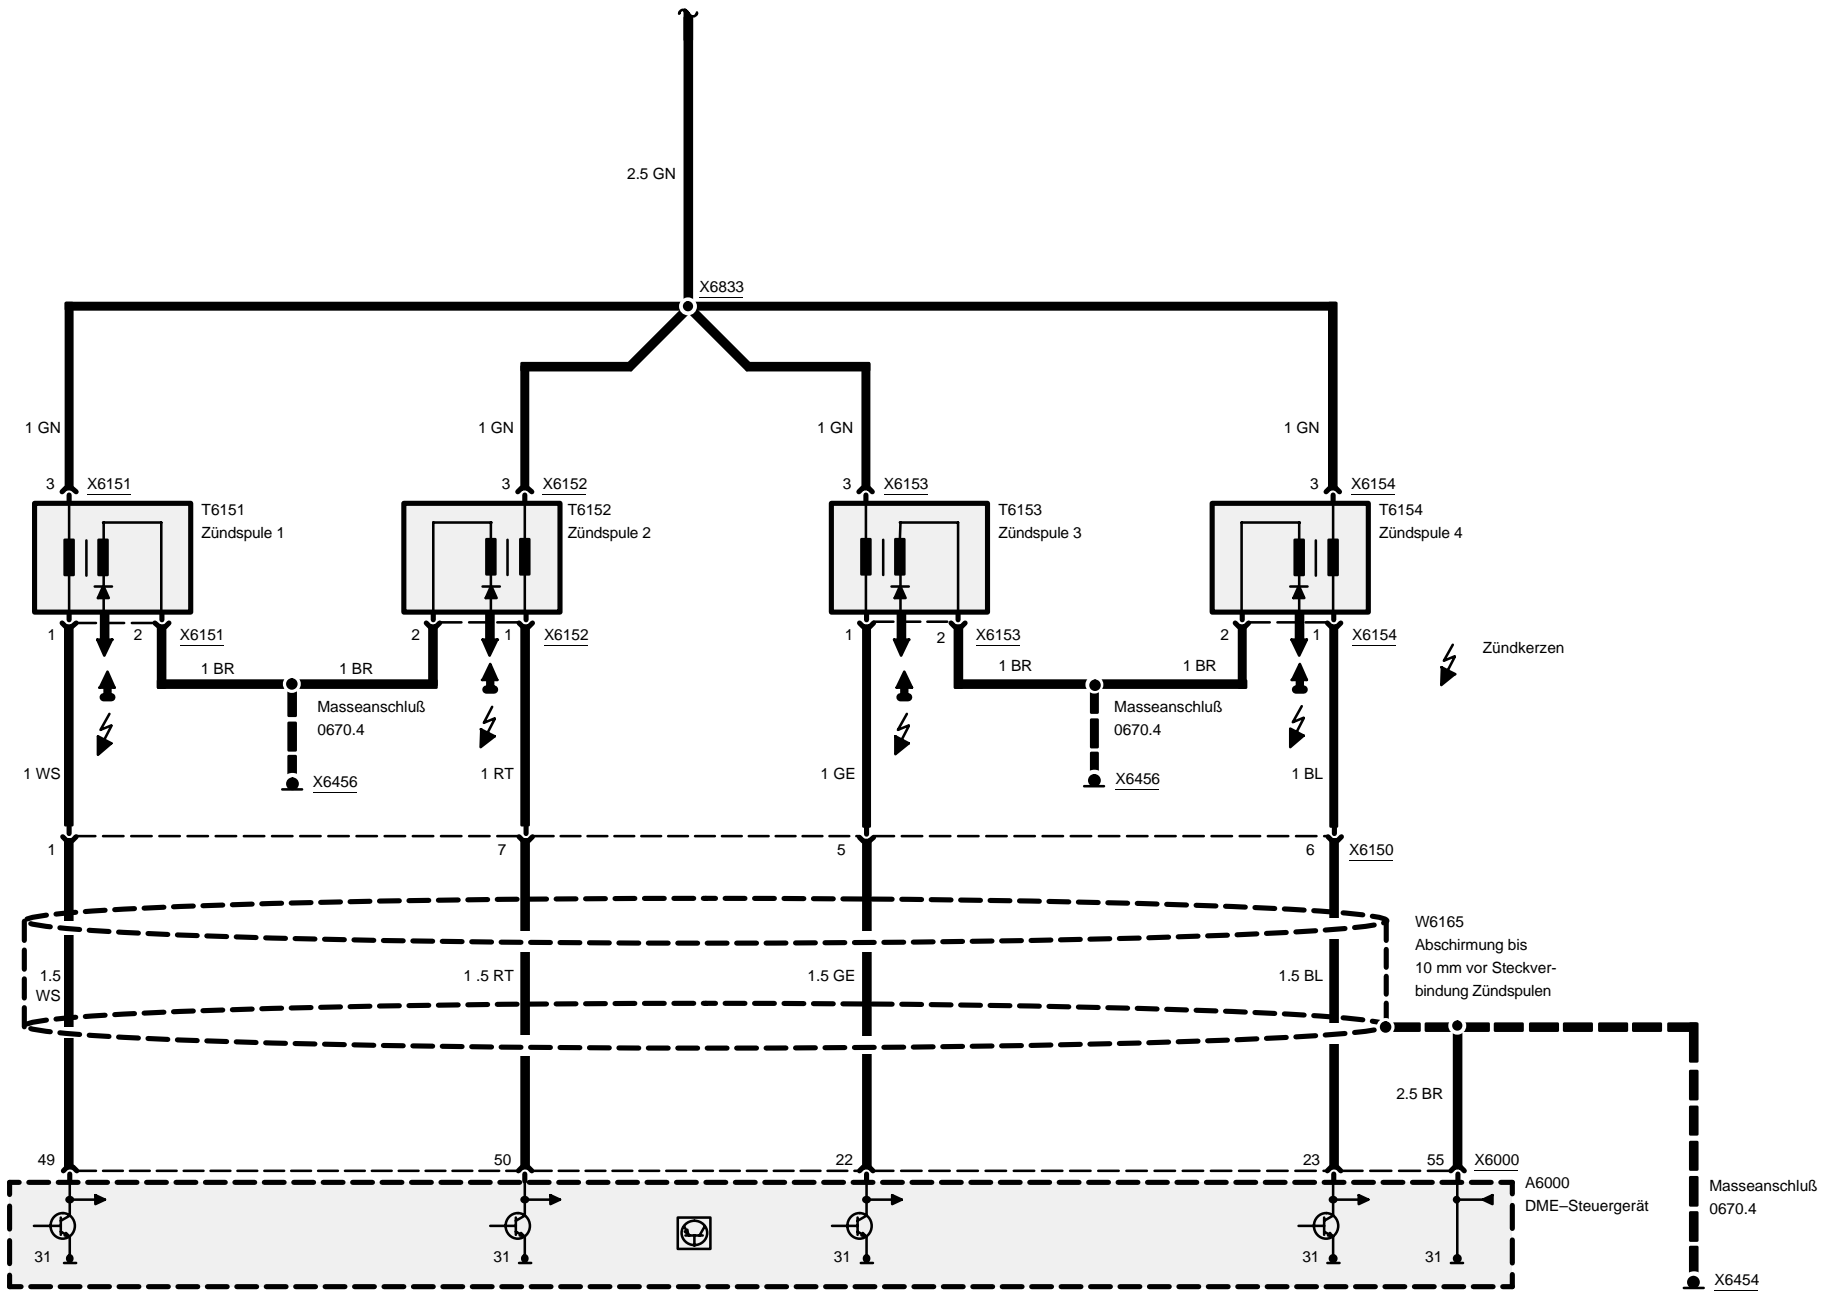 2.5 GN
X6833
1 GN
1 GN
1 GN
1 GN
3
X6151
3
X6152
3
X6153
3
X6154
T6151
Zündspule 1
T6152
Zündspule 2
T6153
Zündspule 3
T6154
Zündspule 4
1
2
X6151
2
1
X6152
1
2
X6153
2
1
X6154
Zündkerzen
1 BR
1 BR
1 BR
1 BR
Masseanschluß
0670.4
Masseanschluß
0670.4
1 WS
X6456
1 RT
1 GE
X6456
1 BL
1
7
5
6
X6150
W6165
Abschirmung bis
10 mm vor Steckver-
bindung Zündspulen
1.5
WS
1 .5 RT
1.5 GE
1.5 BL
2.5 BR
49
50
22
23
55
X6000
A6000
DME–Steuergerät
Masseanschluß
0670.4
31
31
31
31
31
X6454